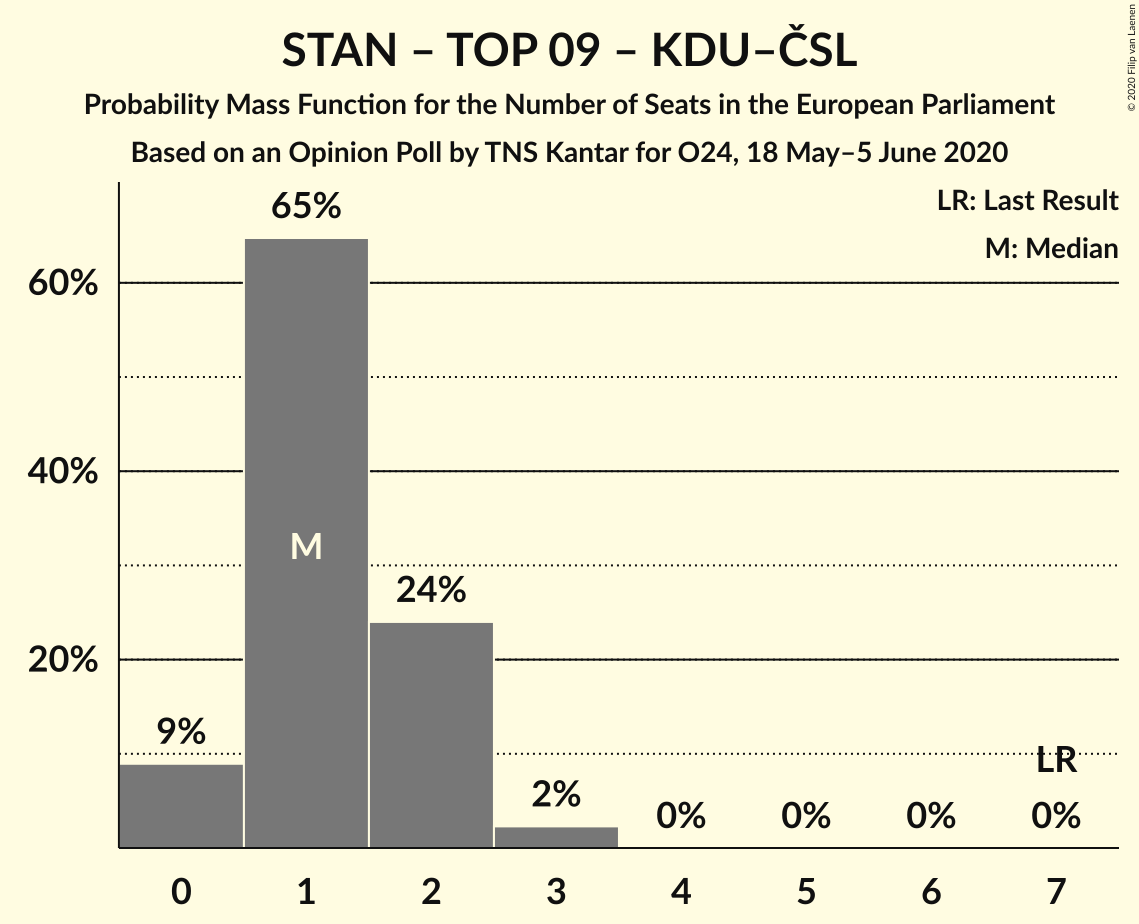 STAN – TOP 09 – KDU–ČSL
Probability Mass Function for the Number of Seats in the European Parliament
Based on an Opinion Poll by TNS Kantar for O24, 18 May–5 June 2020
© 2020 Filip van Laenen
LR: Last Result
M: Median
65%
60%
40%
M
24%
20%
9%
LR
2%
0% 0% 0% 0%
0 1 2 3 4 5 6 7